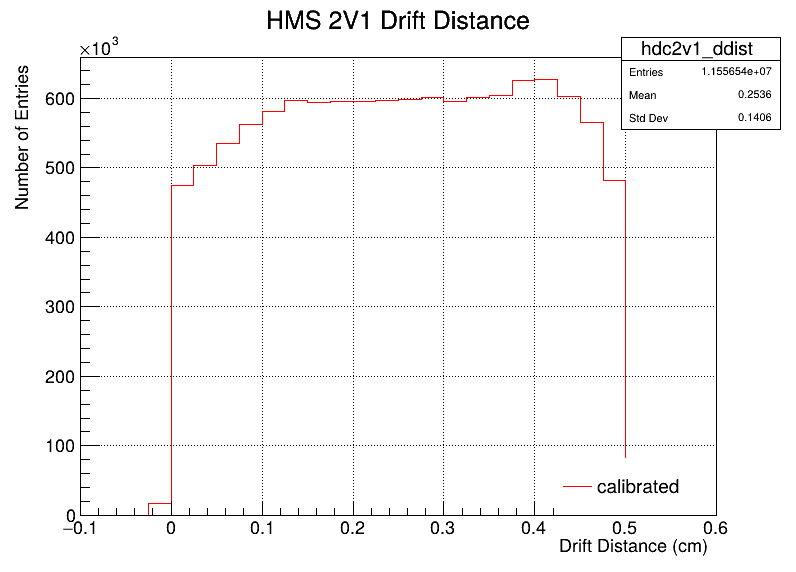 HMS 2V1 Drift Distance
×10³
hdc2v1_ddist
Entries 1.155654e+07
Mean 0.2536
Std Dev 0.1406
Number of Entries
600
500
400
300
200
100
0
calibrated
−0.1 0 0.1 0.2 0.3 0.4 0.5 0.6
Drift Distance (cm)